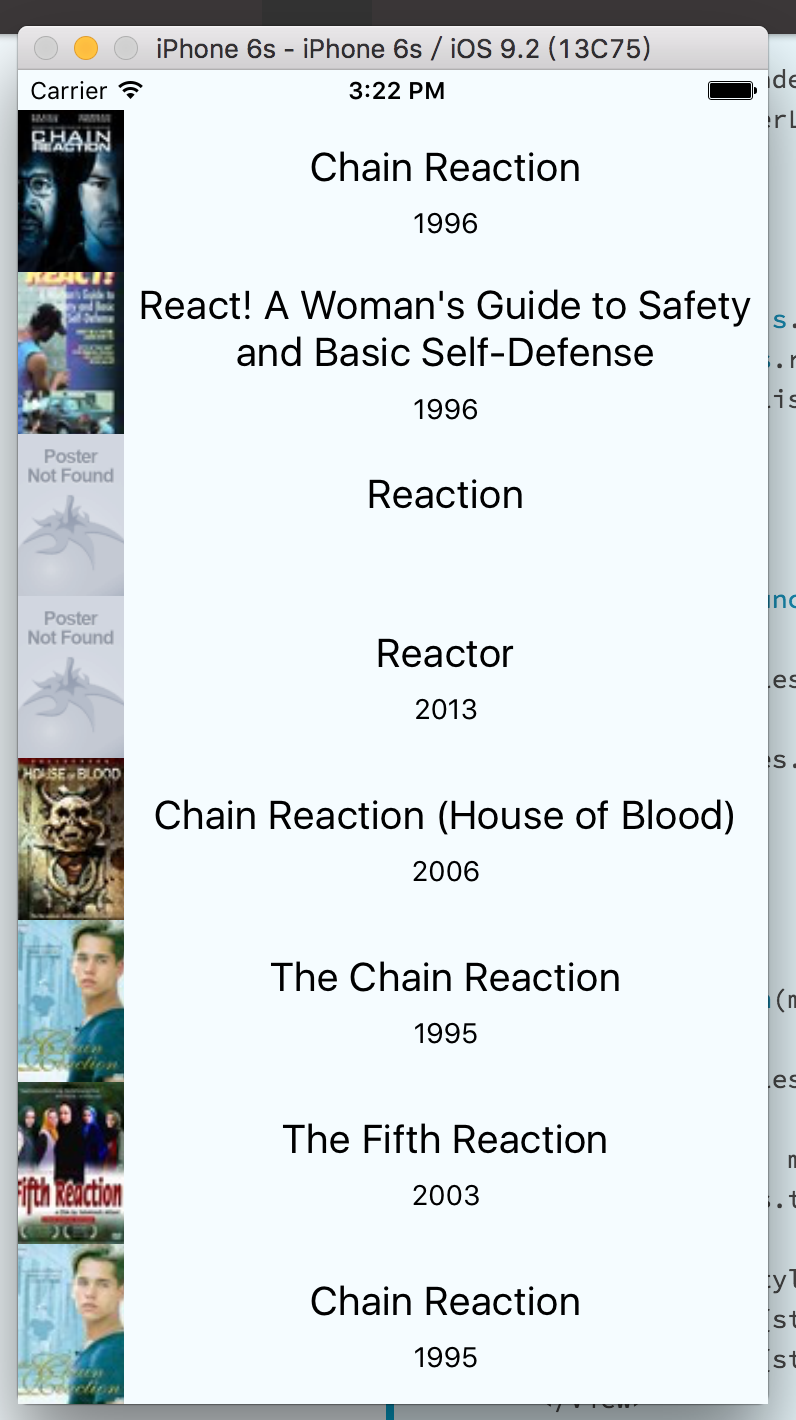 iPhone 6s - iPhone 6s / iOS 9.2 (13C75)
Carrier 3:22 PM
CHAIN
REACTION
Chain Reaction
1996
REACT!
React! A Woman's Guide to Safety
and Basic Self-Defense
1996
Poster
Not Found
Reaction
Poster
Not Found
Reactor
2013
HOUSE OF BLOOD
Chain Reaction (House of Blood)
2006
Chain
Reaction
The Chain Reaction
1995
Fifth Reaction
The Fifth Reaction
2003
Chain
Reaction
Chain Reaction
1995